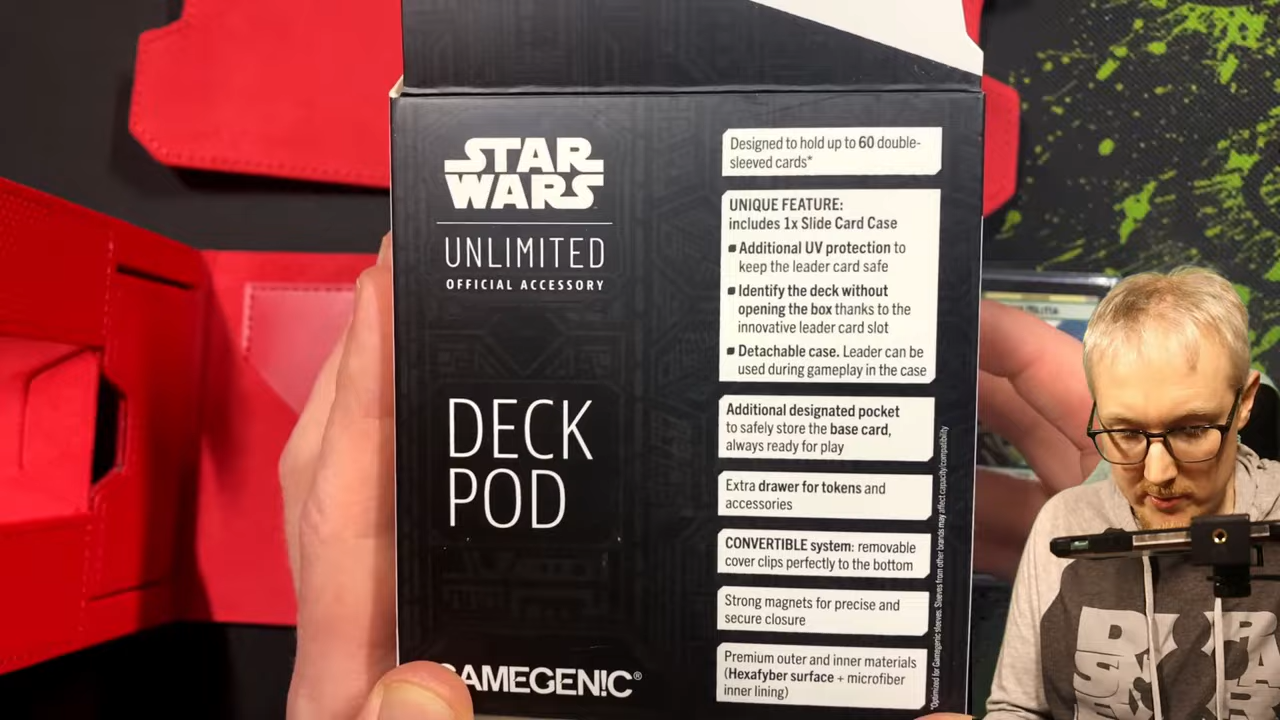 STAR
WARS
UNLIMITED
OFFICIAL ACCESSORY
DECK
POD
GAMEGEN!C®
Designed to hold up to 60 double-
sleeved cards*
UNIQUE FEATURE:
includes 1x Slide Card Case
▪ Additional UV protection to
keep the leader card safe
▪ Identify the deck without
opening the box thanks to the
innovative leader card slot
▪ Detachable case. Leader can be
used during gameplay in the case
Additional designated pocket
to safely store the base card,
always ready for play
Extra drawer for tokens and
accessories
CONVERTIBLE system: removable
cover clips perfectly to the bottom
Strong magnets for precise and
secure closure
Premium outer and inner materials
(Hexafyber surface + microfiber
inner lining)
*Optimized for Gamegenic sleeves. Sleeves from other brands may affect capacity/compatibility